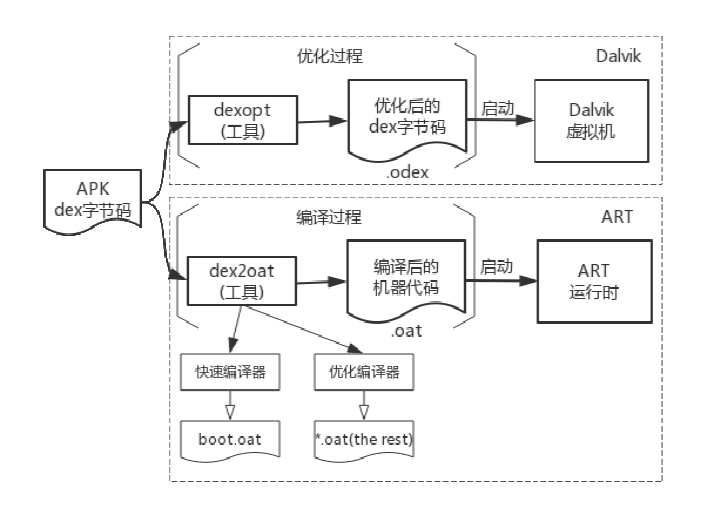 优化过程
Dalvik
dexopt
(工具)
优化后的
dex字节码
启动
Dalvik
虚拟机
.odex
APK
dex字节码
编译过程
ART
dex2oat
(工具)
编译后的
机器代码
启动
ART
运行时
.oat
快速编译器
优化编译器
boot.oat
*.oat(the rest)